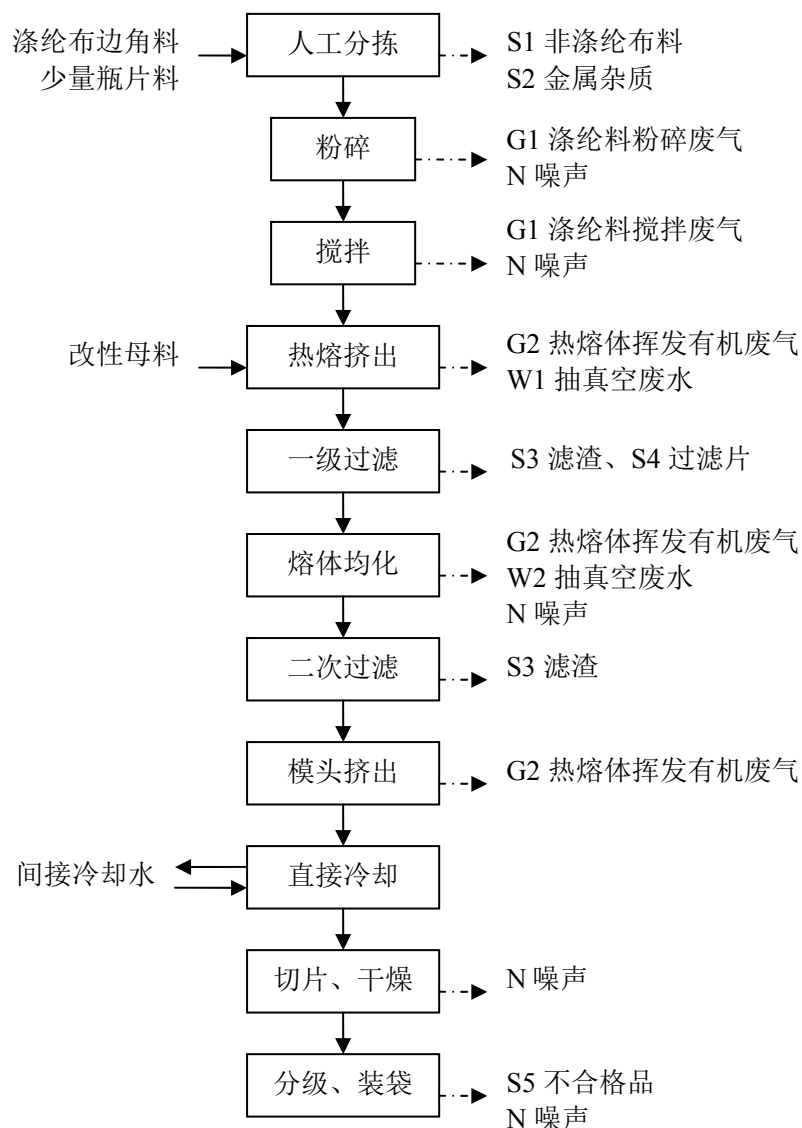 涤纶布边角料
少量瓶片料
人工分拣
S1 非涤纶布料
S2 金属杂质
粉碎
G1 涤纶料粉碎废气
N 噪声
搅拌
G1 涤纶料搅拌废气
N 噪声
改性母料
热熔挤出
G2 热熔体挥发有机废气
W1 抽真空废水
一级过滤
S3 滤渣、S4 过滤片
熔体均化
G2 热熔体挥发有机废气
W2 抽真空废水
N 噪声
二次过滤
S3 滤渣
模头挤出
G2 热熔体挥发有机废气
间接冷却水
直接冷却
切片、干燥
N 噪声
分级、装袋
S5 不合格品
N 噪声